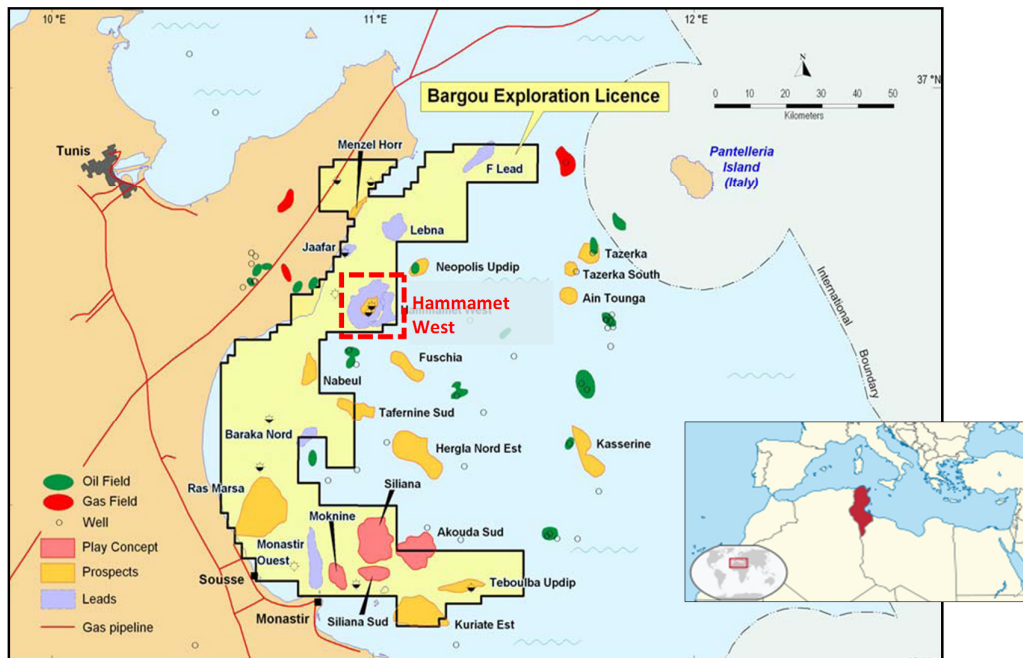 10 °E
11 °E
12 °E
37 °N
0 10 20 30 40 50
Kilometers
Bargou Exploration Licence
Tunis
Menzel Horr
F Lead
Pantelleria
Island
(Italy)
Lebna
Jaafar
Neopolis Updip
Tazerka
Tazerka South
Ain Tounga
Hammamet
West
Hammamet West
International
Boundary
Fuschia
Nabeul
Tafernine Sud
Baraka Nord
Hergla Nord Est
Kasserine
Oil Field
Gas Field
Well
Play Concept
Prospects
Leads
Gas pipeline
Ras Marsa
Siliana
Moknine
Akouda Sud
Monastir
Ouest
Sousse
Teboulba Updip
Monastir
Siliana Sud
Kuriate Est